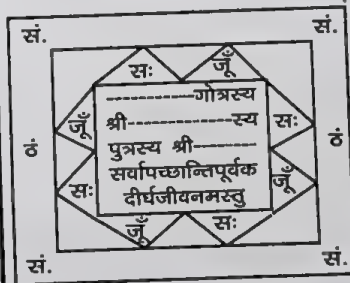 सं. सं.
सः जूँ
जूँ ----------गोत्रस्य सः
श्री-----------स्य
ठं पुत्रस्य श्री-------- ठं
सः सर्वापच्छान्तिपूर्वक जूँ
दीर्घजीवनमस्तु
जूँ सः
सं. सं.